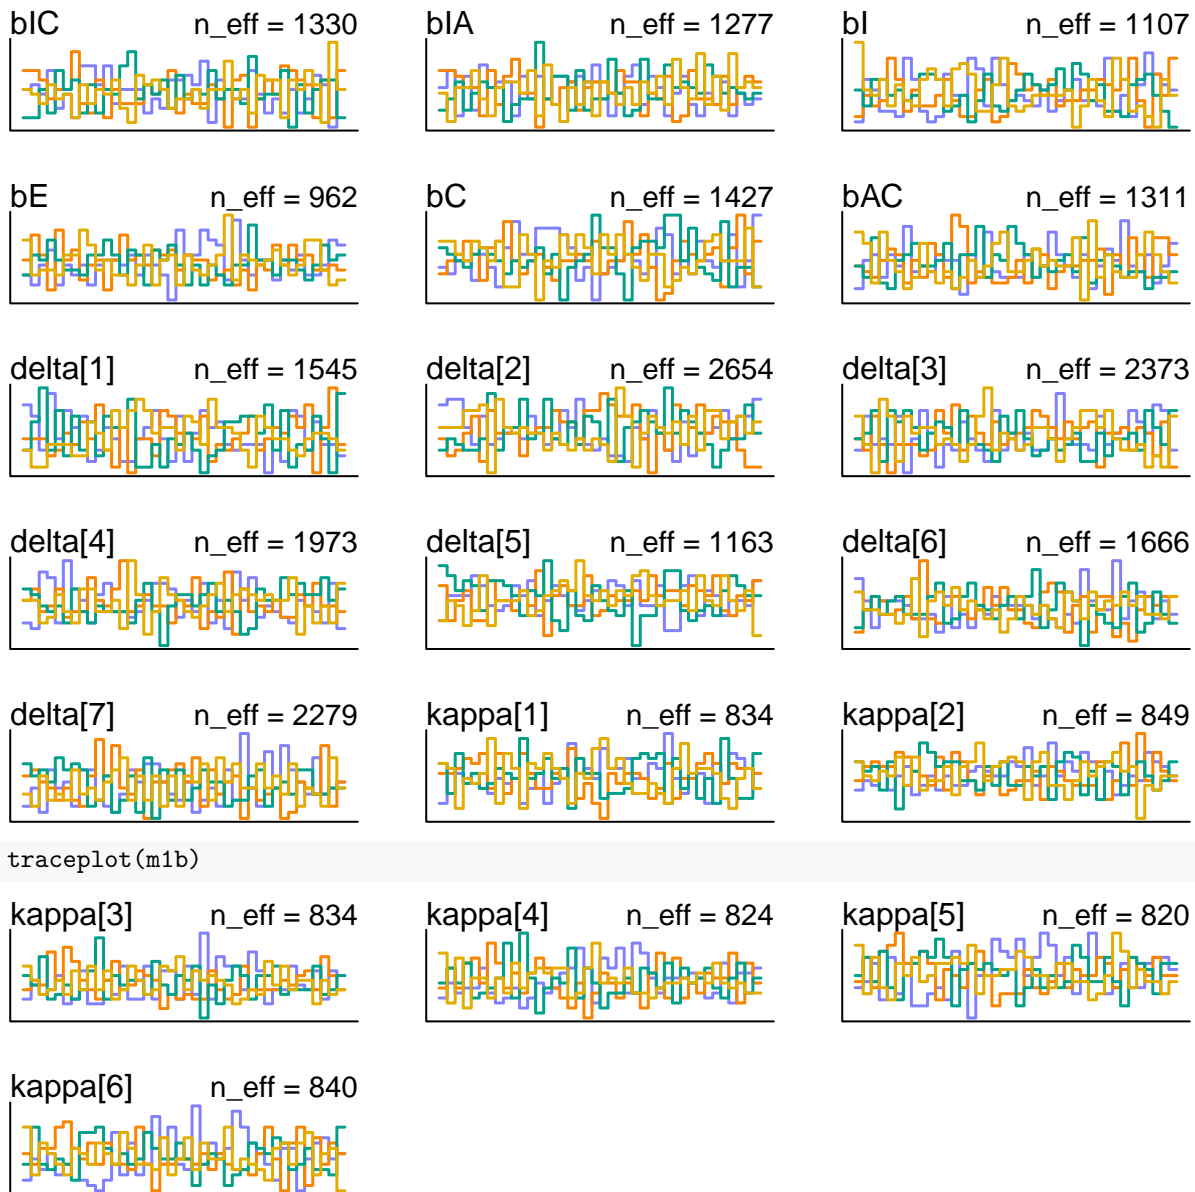 bIC n_eff = 1330 bIA n_eff = 1277 bI n_eff = 1107
bE n_eff = 962 bC n_eff = 1427 bAC n_eff = 1311
delta[1] n_eff = 1545 delta[2] n_eff = 2654 delta[3] n_eff = 2373
delta[4] n_eff = 1973 delta[5] n_eff = 1163 delta[6] n_eff = 1666
delta[7] n_eff = 2279 kappa[1] n_eff = 834 kappa[2] n_eff = 849
traceplot(m1b)
kappa[3] n_eff = 834 kappa[4] n_eff = 824 kappa[5] n_eff = 820
kappa[6] n_eff = 840